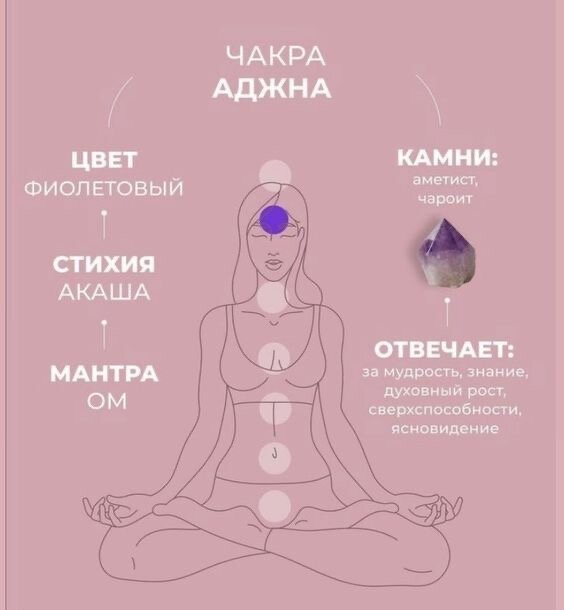 ЧАКРА
АДЖНА
ЦВЕТ
ФИОЛЕТОВЫЙ
СТИХИЯ
АКАША
МАНТРА
ОМ
КАМНИ:
аметист,
чароит
ОТВЕЧАЕТ:
за мудрость, знание,
духовный рост,
сверхспособности,
ясновидение